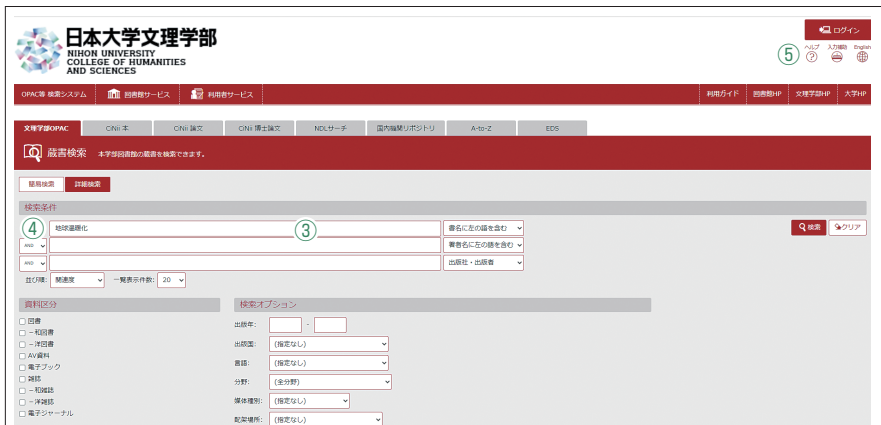 日本大学文理学部
NIHON UNIVERSITY
COLLEGE OF HUMANITIES
AND SCIENCES
ログイン
⑤ ヘルプ 入力補助 English
OPAC等 検索システム 図書館サービス 利用者サービス 利用ガイド 図書館HP 文理学部HP 大学HP
文理学部OPAC CiNii 本 CiNii 論文 CiNii 博士論文 NDLサーチ 国内機関リポジトリ A-to-Z EDS
蔵書検索 本学部図書館の蔵書を検索できます。
簡易検索 詳細検索
検索条件
④ 地球温暖化 ③ 書名に左の語を含む 検索 クリア
AND 著者名に左の語を含む
AND 出版社・出版者
並び順: 関連度 一覧表示件数: 20
資料区分 検索オプション
図書 出版年: -
－和図書
－洋図書 出版国: (指定なし)
AV資料 言語: (指定なし)
電子ブック
雑誌 分野: (全分野)
－和雑誌
－洋雑誌 媒体種別: (指定なし)
電子ジャーナル 配架場所: (指定なし)